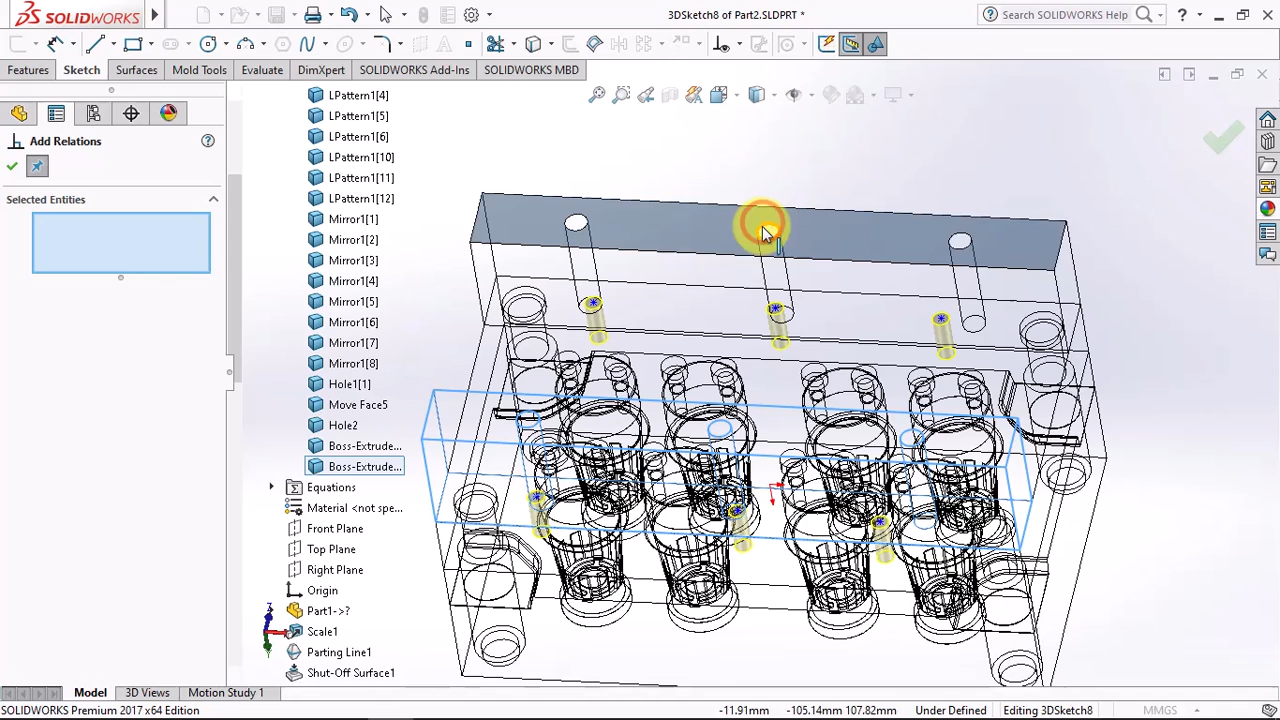 SOLIDWORKS
3DSketch8 of Part2.SLDPRT *
Search SOLIDWORKS Help
?
Features
Sketch
Surfaces
Mold Tools
Evaluate
DimXpert
SOLIDWORKS Add-Ins
SOLIDWORKS MBD
Add Relations
Selected Entities
LPattern1[4]
LPattern1[5]
LPattern1[6]
LPattern1[10]
LPattern1[11]
LPattern1[12]
Mirror1[1]
Mirror1[2]
Mirror1[3]
Mirror1[4]
Mirror1[5]
Mirror1[6]
Mirror1[7]
Mirror1[8]
Hole1[1]
Move Face5
Hole2
Boss-Extrude...
Boss-Extrude...
Equations
Material <not spe...
Front Plane
Top Plane
Right Plane
Origin
Part1->?
Scale1
Parting Line1
Shut-Off Surface1
Model
3D Views
Motion Study 1
SOLIDWORKS Premium 2017 x64 Edition
-11.91mm
-105.14mm 107.82mm
Under Defined
Editing 3DSketch8
MMGS